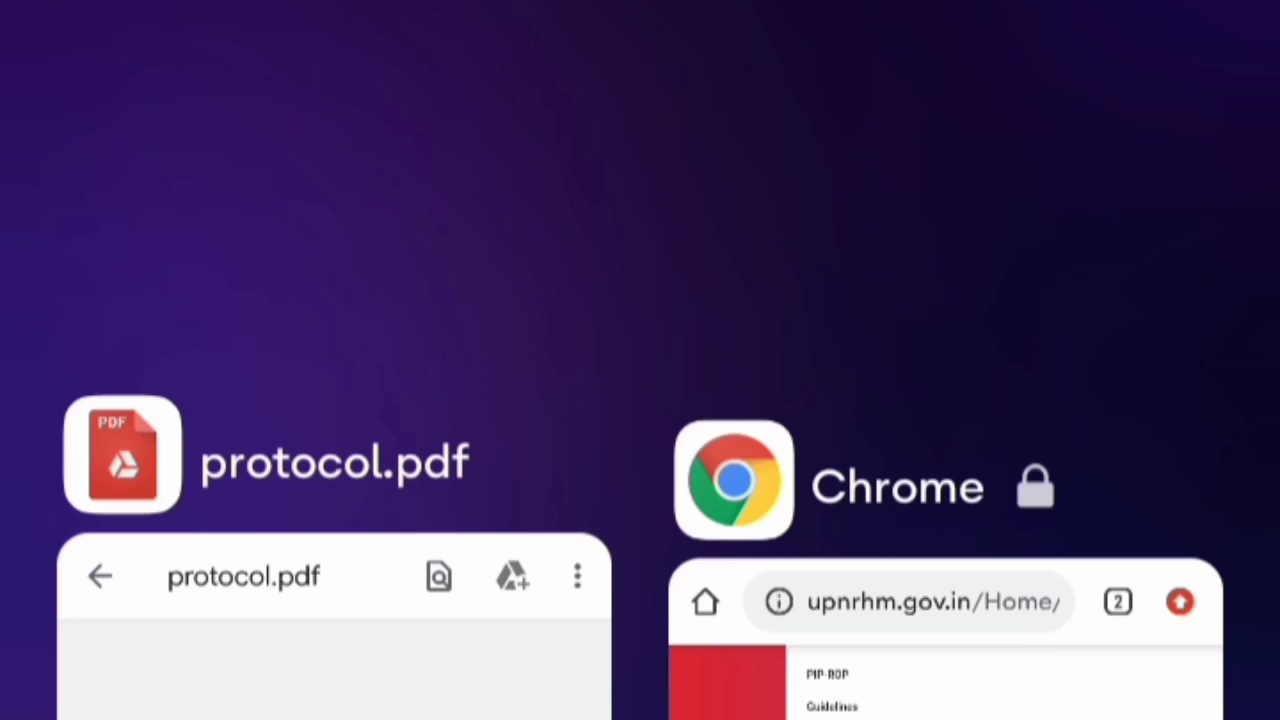 PDF
protocol.pdf
protocol.pdf
Chrome
upnrhm.gov.in/Home/
2
PIP ROP
Guidelines